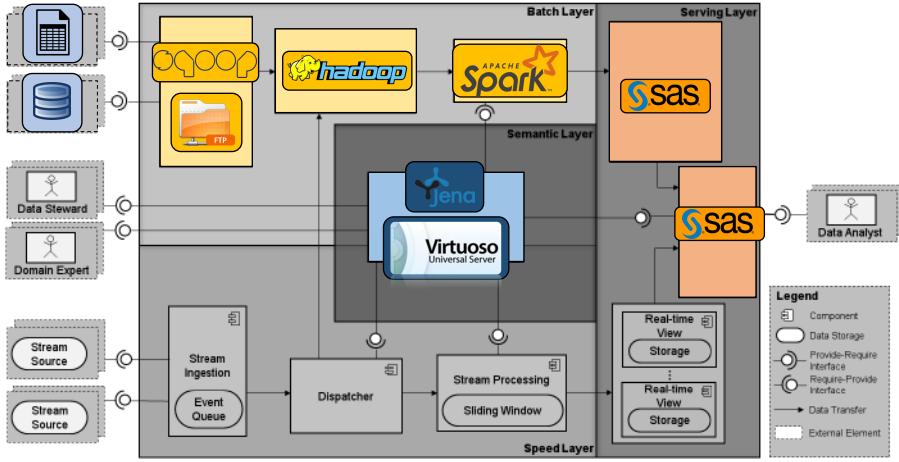 Batch Layer
Serving Layer
sqoop
hadoop
APACHE
Spark
TM
sas
FTP
Semantic Layer
Jena
Data Steward
sas
Data Analyst
Virtuoso
Universal Server
Domain Expert
Legend
Component
Data Storage
Provide-Require
Interface
Require-Provide
Interface
Data Transfer
External Element
Real-time
View
Storage
Stream
Source
Stream
Ingestion
Event
Queue
Dispatcher
Stream Processing
Sliding Window
Real-time
View
Storage
Stream
Source
Speed Layer